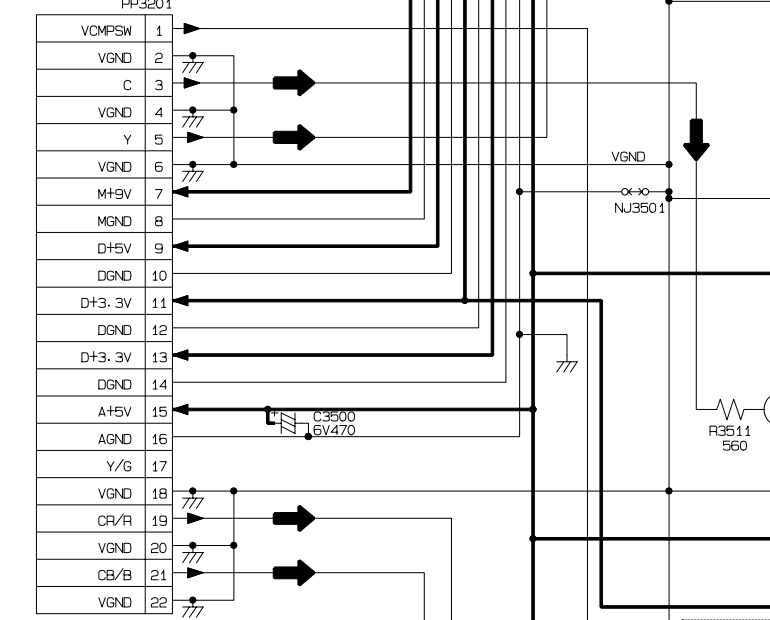 PP3201
VCMPSW 1
VGND 2
C 3
VGND 4
Y 5
VGND 6
VGND
M+9V 7
NJ3501
MGND 8
D+5V 9
DGND 10
D+3.3V 11
DGND 12
D+3.3V 13
DGND 14
A+5V 15
+
C3500
6V470
R3511
560
AGND 16
Y/G 17
VGND 18
CR/R 19
VGND 20
CB/B 21
VGND 22